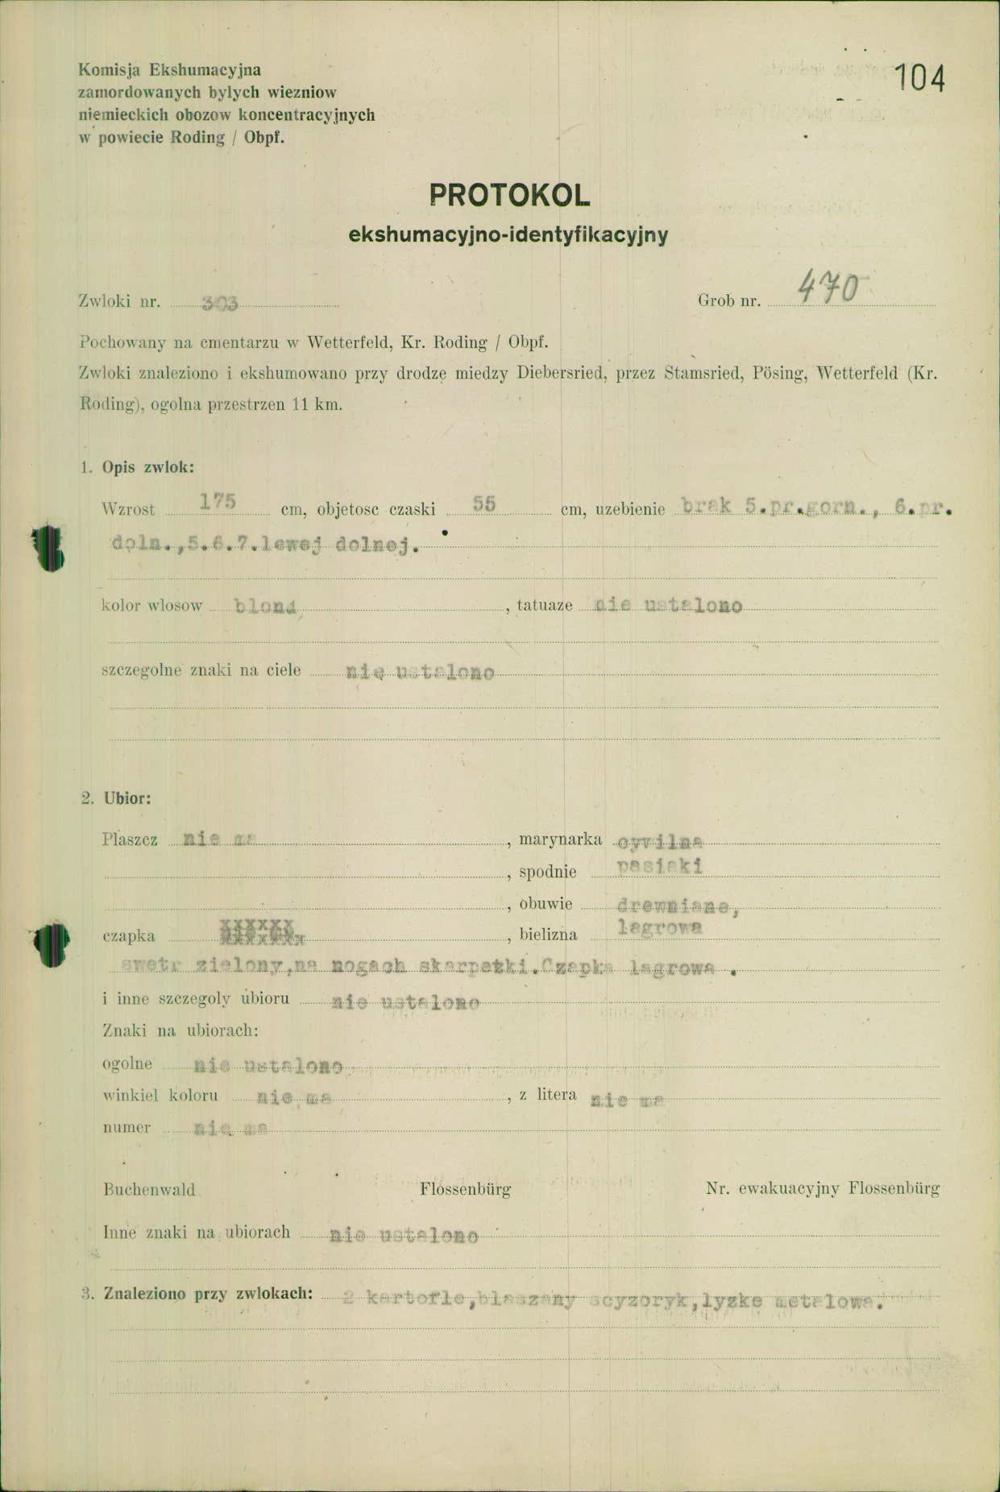 104
Komisja Ekshumacyjna
zamordowanych bylych wiezniow
niemieckich obozow koncentracyjnych
w powiecie Roding / Obpf.
PROTOKOL
ekshumacyjno-identyfikacyjny
Zwloki nr. 303 Grob nr. 470
Pochowany na cmentarzu w Wetterfeld, Kr. Roding / Obpf.
Zwloki znaleziono i ekshumowano przy drodze miedzy Diebersried, przez Stamsried, Pösing, Wetterfeld (Kr.
Roding), ogolna przestrzen 11 km.
1. Opis zwlok:
Wzrost 175 cm, objetosc czaski 55 cm, uzebienie brak 5.pr.gorn., 6.pr.
doln.,5.6.7.lewej dolnej.
kolor wlosow blond , tatuaze nie ustalono
szczegolne znaki na ciele nie ustalono
2. Ubior:
Plaszcz nie ma , marynarka cywilna
, spodnie pasiaki
, obuwie drewniane,
czapka , bielizna lagrowa
swetr zielony,na nogach skarpetki.Czapka lagrowa .
i inne szczegoly ubioru nie ustalono
Znaki na ubiorach:
ogolne nie ustalono
winkiel koloru nie ma , z litera nie ma
numer nie ma
Buchenwald Flossenbürg Nr. ewakuacyjny Flossenbürg
Inne znaki na ubiorach nie ustalono
3. Znaleziono przy zwlokach: 2 kartofle,blaszany scyzoryk,lyzke metalowa.